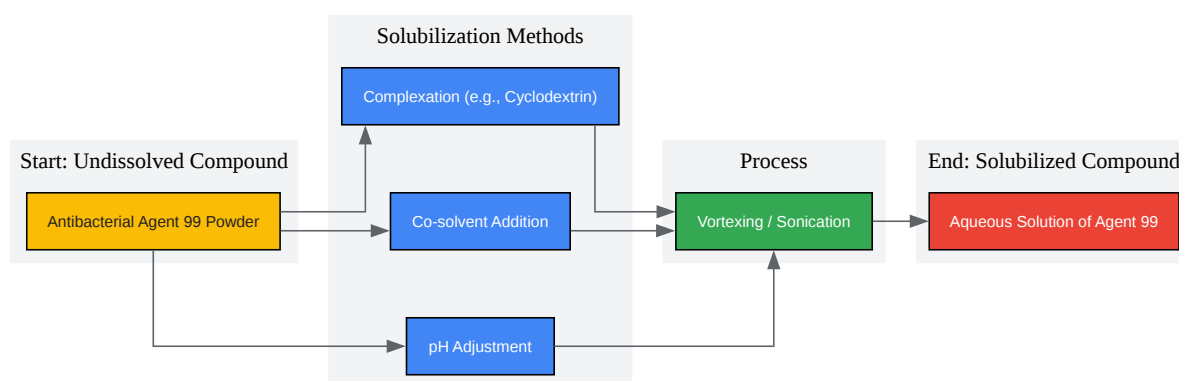 Solubilization Methods
Complexation (e.g., Cyclodextrin)
Start: Undissolved Compound
Antibacterial Agent 99 Powder
Co-solvent Addition
pH Adjustment
Process
Vortexing / Sonication
End: Solubilized Compound
Aqueous Solution of Agent 99